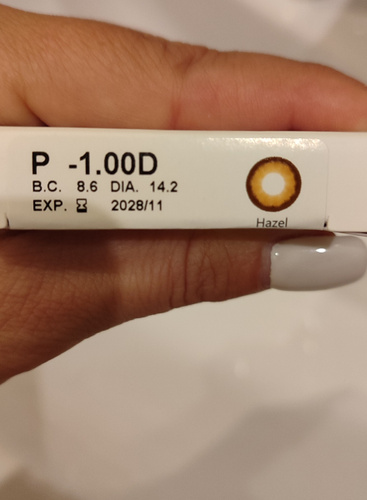 P -1.00D
B.C. 8.6 DIA. 14.2
EXP. 2028/11
Hazel